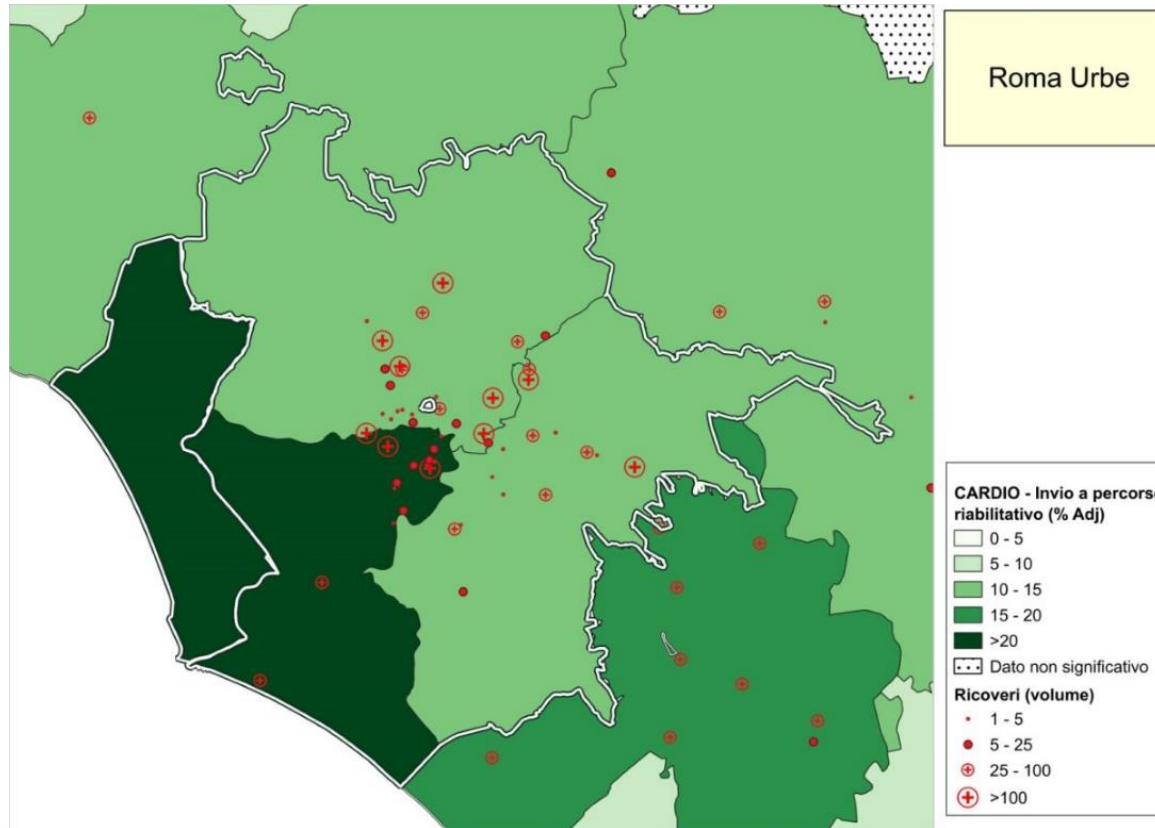 Roma Urbe
CARDIO - Invio a percorso
riabilitativo (% Adj)
0 - 5
5 - 10
10 - 15
15 - 20
>20
Dato non significativo
Ricoveri (volume)
1 - 5
5 - 25
25 - 100
>100